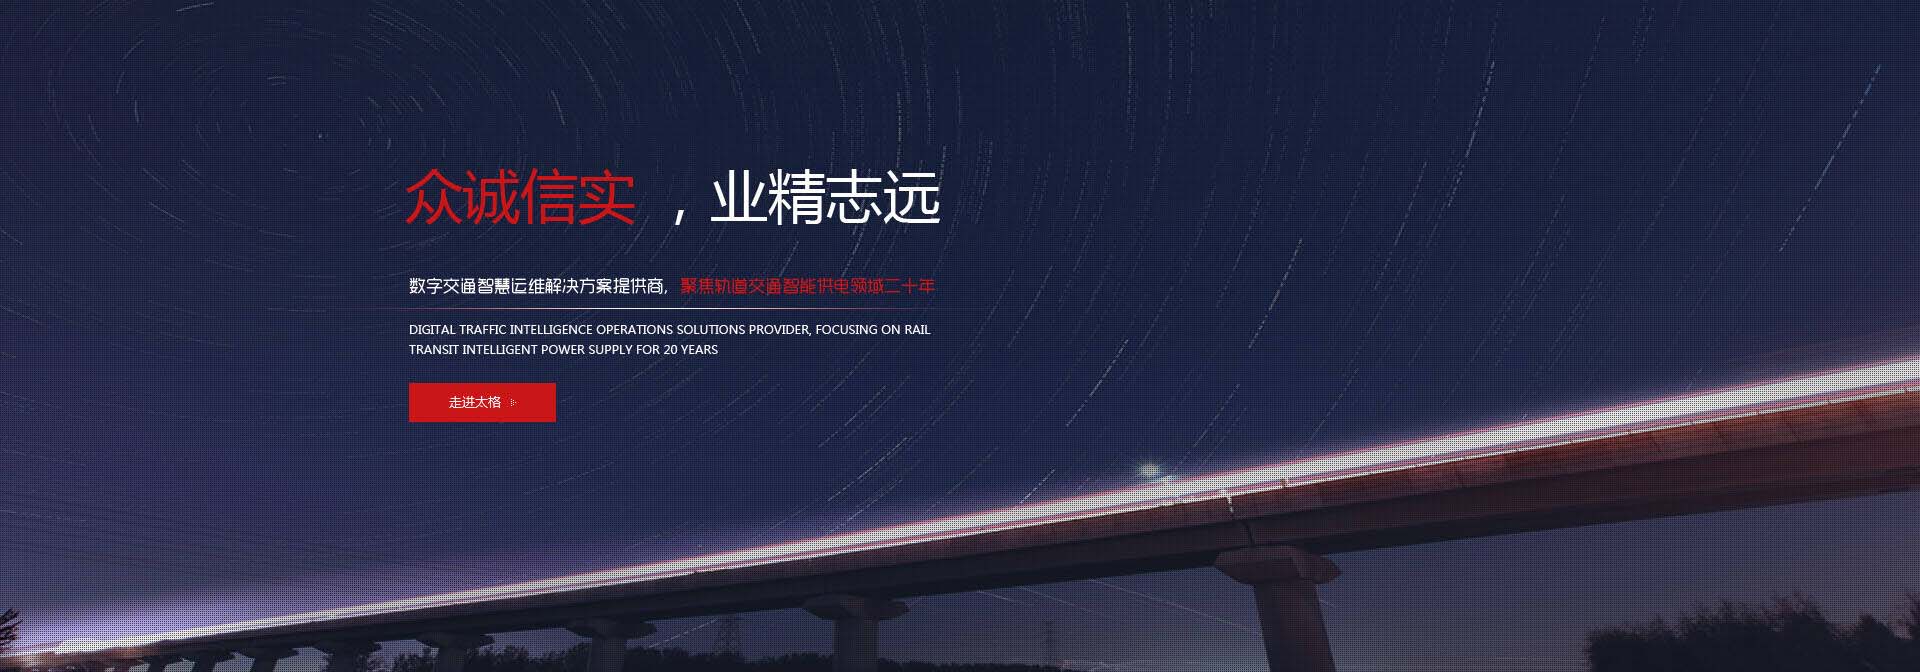 众诚信实 ，业精志远
数字交通智慧运维解决方案提供商，聚焦轨道交通智能供电领域二十年
DIGITAL TRAFFIC INTELLIGENCE OPERATIONS SOLUTIONS PROVIDER, FOCUSING ON RAIL
TRANSIT INTELLIGENT POWER SUPPLY FOR 20 YEARS
走进太格